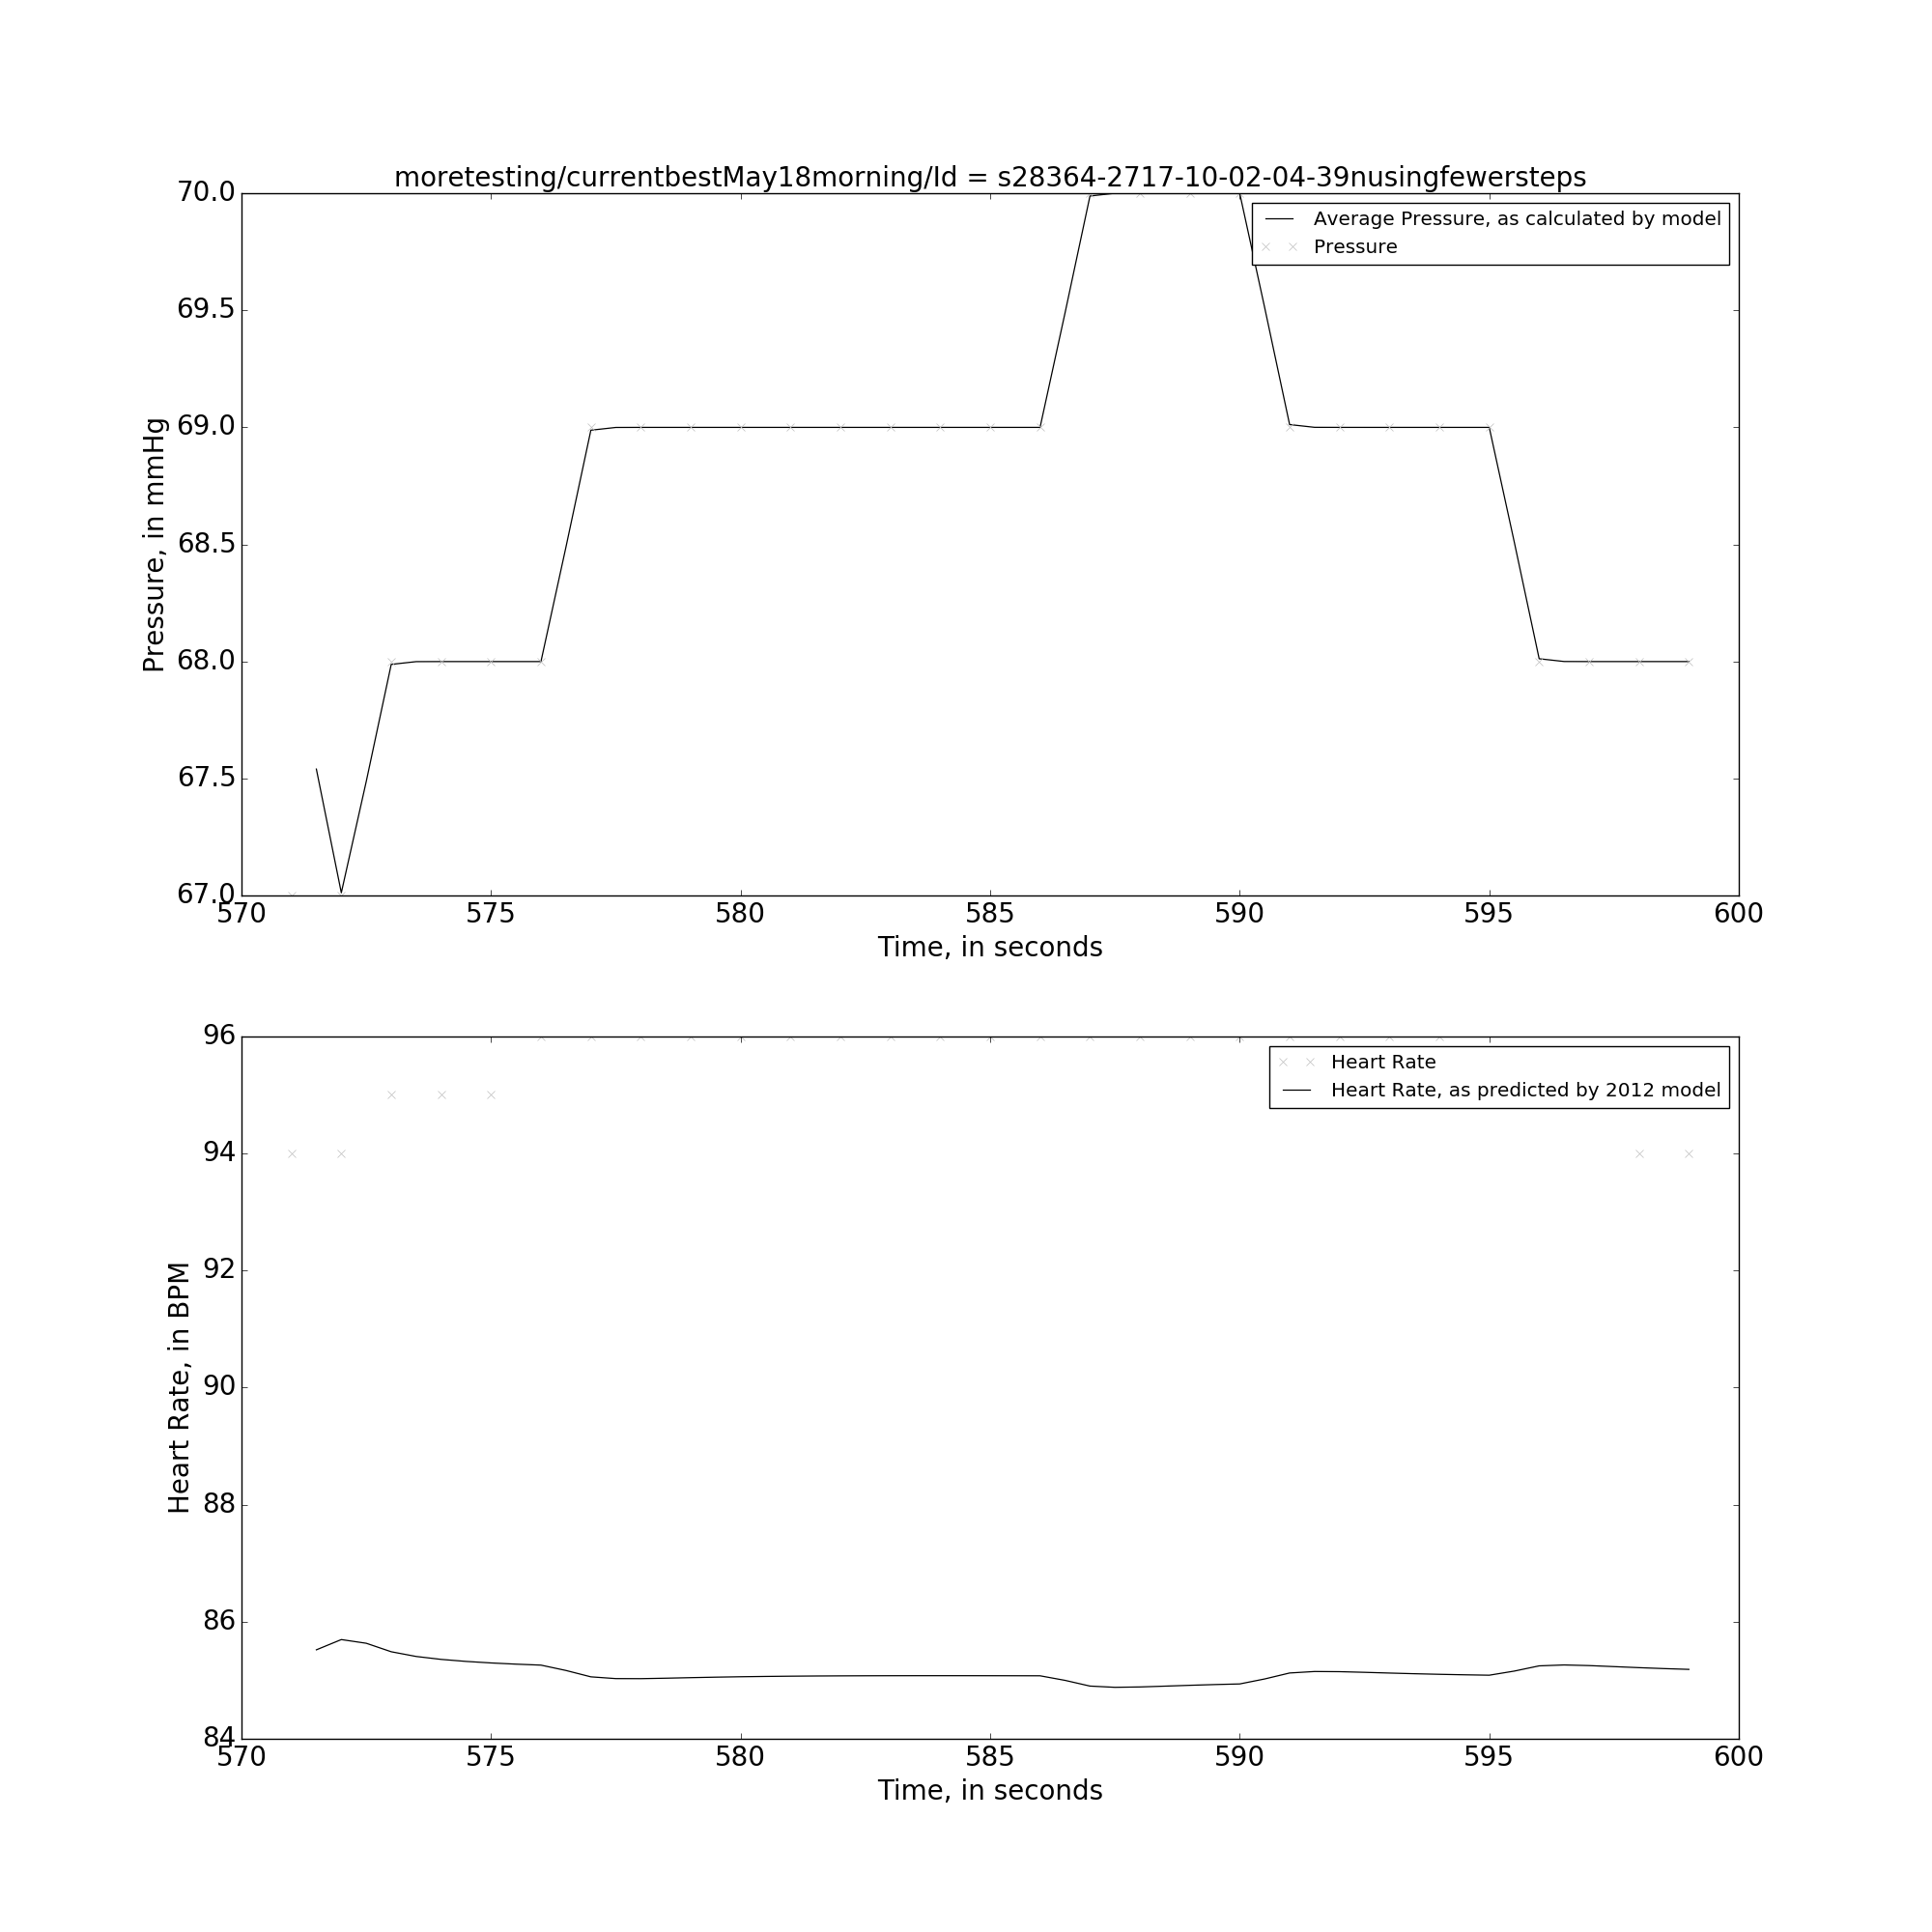 moretesting/currentbestMay18morning/Id = s28364-2717-10-02-04-39nusingfewersteps
70.0
69.5
69.0
68.5
68.0
67.5
67.0
Pressure, in mmHg
Average Pressure, as calculated by model
Pressure
570 575 580 585 590 595 600
Time, in seconds
96
94
92
90
88
86
84
Heart Rate, in BPM
Heart Rate
Heart Rate, as predicted by 2012 model
570 575 580 585 590 595 600
Time, in seconds